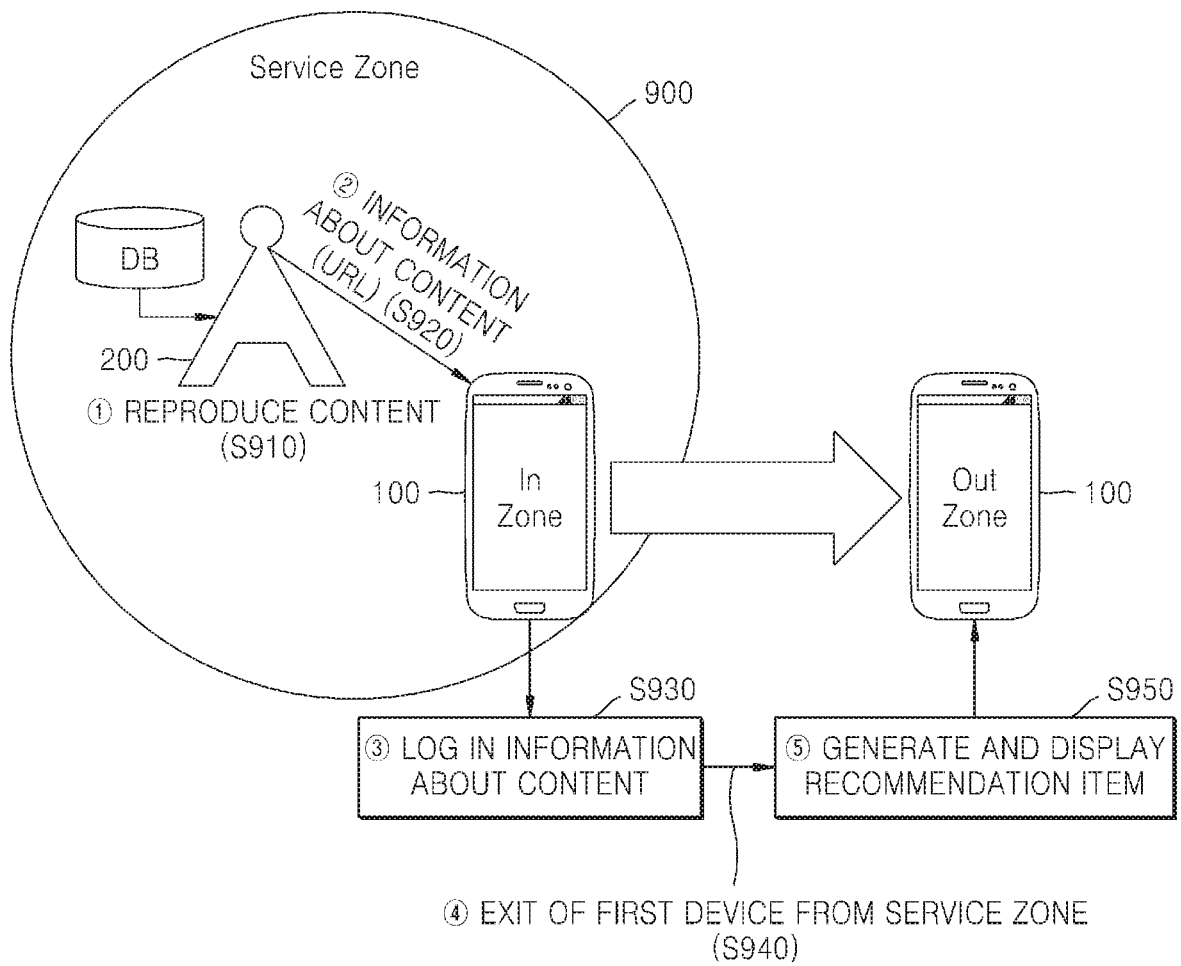 Service Zone
900
DB
② INFORMATION
ABOUT CONTENT
(URL) (S920)
200
① REPRODUCE CONTENT
(S910)
100
In
Zone
Out
Zone
100
S930
③ LOG IN INFORMATION
ABOUT CONTENT
S950
⑤ GENERATE AND DISPLAY
RECOMMENDATION ITEM
④ EXIT OF FIRST DEVICE FROM SERVICE ZONE
(S940)